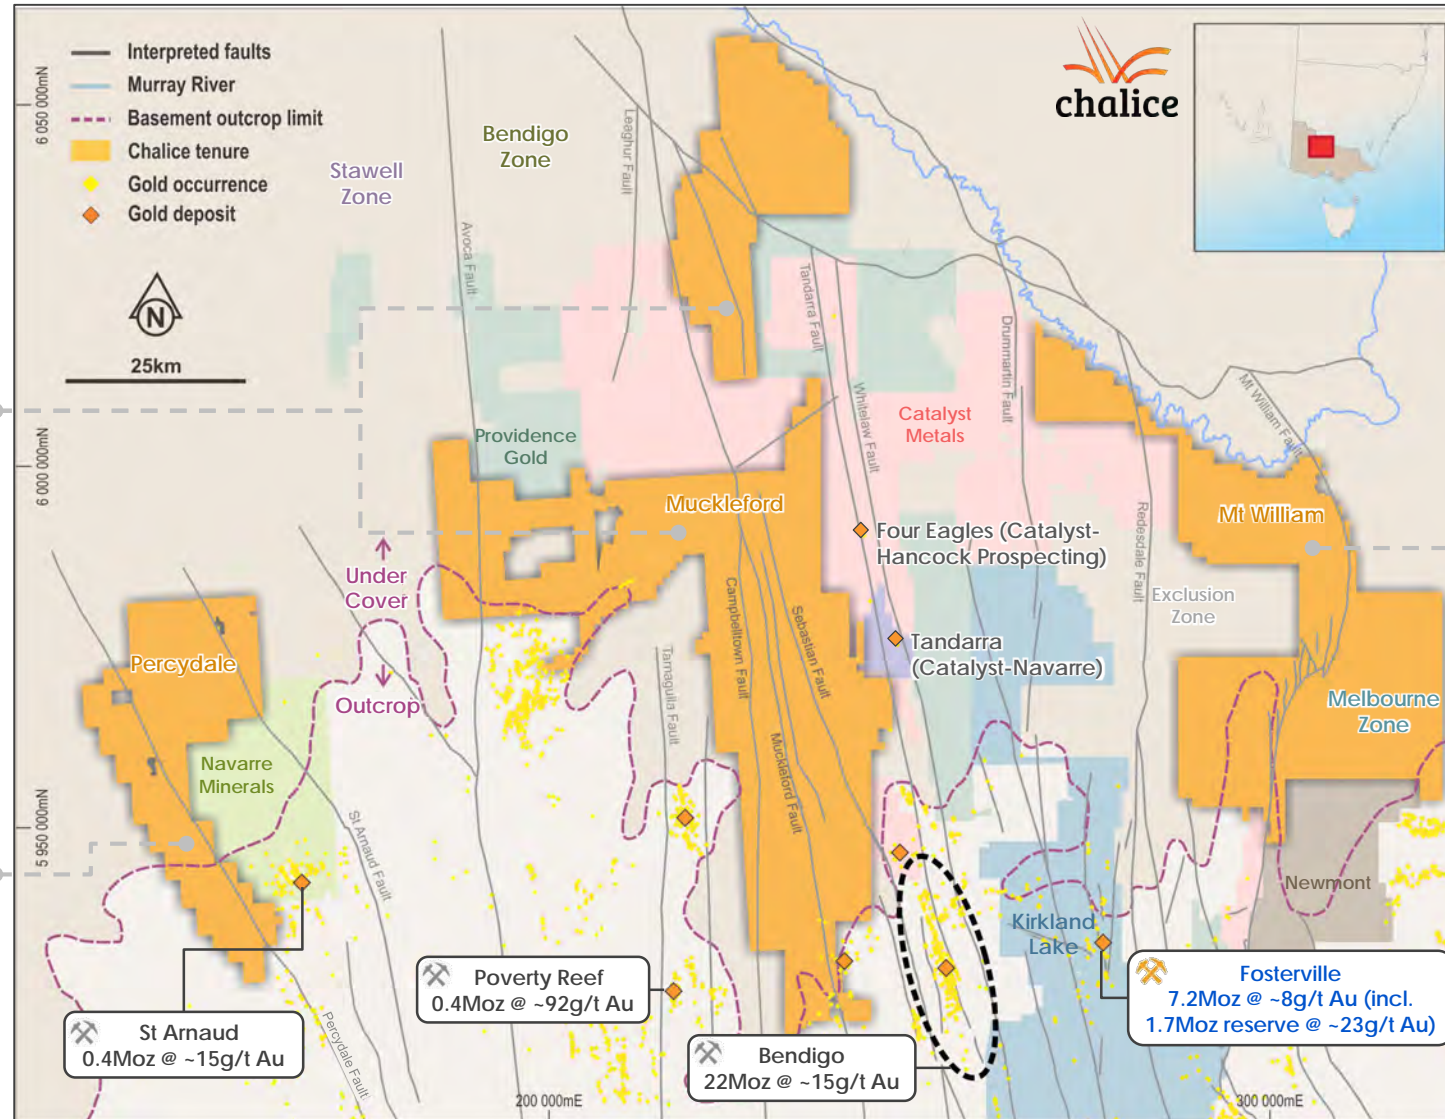 Interpreted faults
Murray River
Basement outcrop limit
Chalice tenure
Gold occurrence
Gold deposit
N
25km
chalice
6 050 000mN
6 000 000mN
5 950 000mN
200 000mE
300 000mE
Stawell
Zone
Bendigo
Zone
Leaghur Fault
Avoca Fault
Tandarra Fault
Whitelaw Fault
Drummartin Fault
Mt William Fault
Redesdale Fault
Providence
Gold
Catalyst
Metals
Muckleford
Mt William
Four Eagles (Catalyst-
Hancock Prospecting)
Under
Cover
Outcrop
Exclusion
Zone
Tandarra
(Catalyst-Navarre)
Percydale
Navarre
Minerals
Melbourne
Zone
Campbelltown Fault
Sebastian Fault
Tarnagulla Fault
Muckleford Fault
St Arnaud Fault
Percydale Fault
Newmont
Kirkland
Lake
St Arnaud
0.4Moz @ ~15g/t Au
Poverty Reef
0.4Moz @ ~92g/t Au
Bendigo
22Moz @ ~15g/t Au
Fosterville
7.2Moz @ ~8g/t Au (incl.
1.7Moz reserve @ ~23g/t Au)